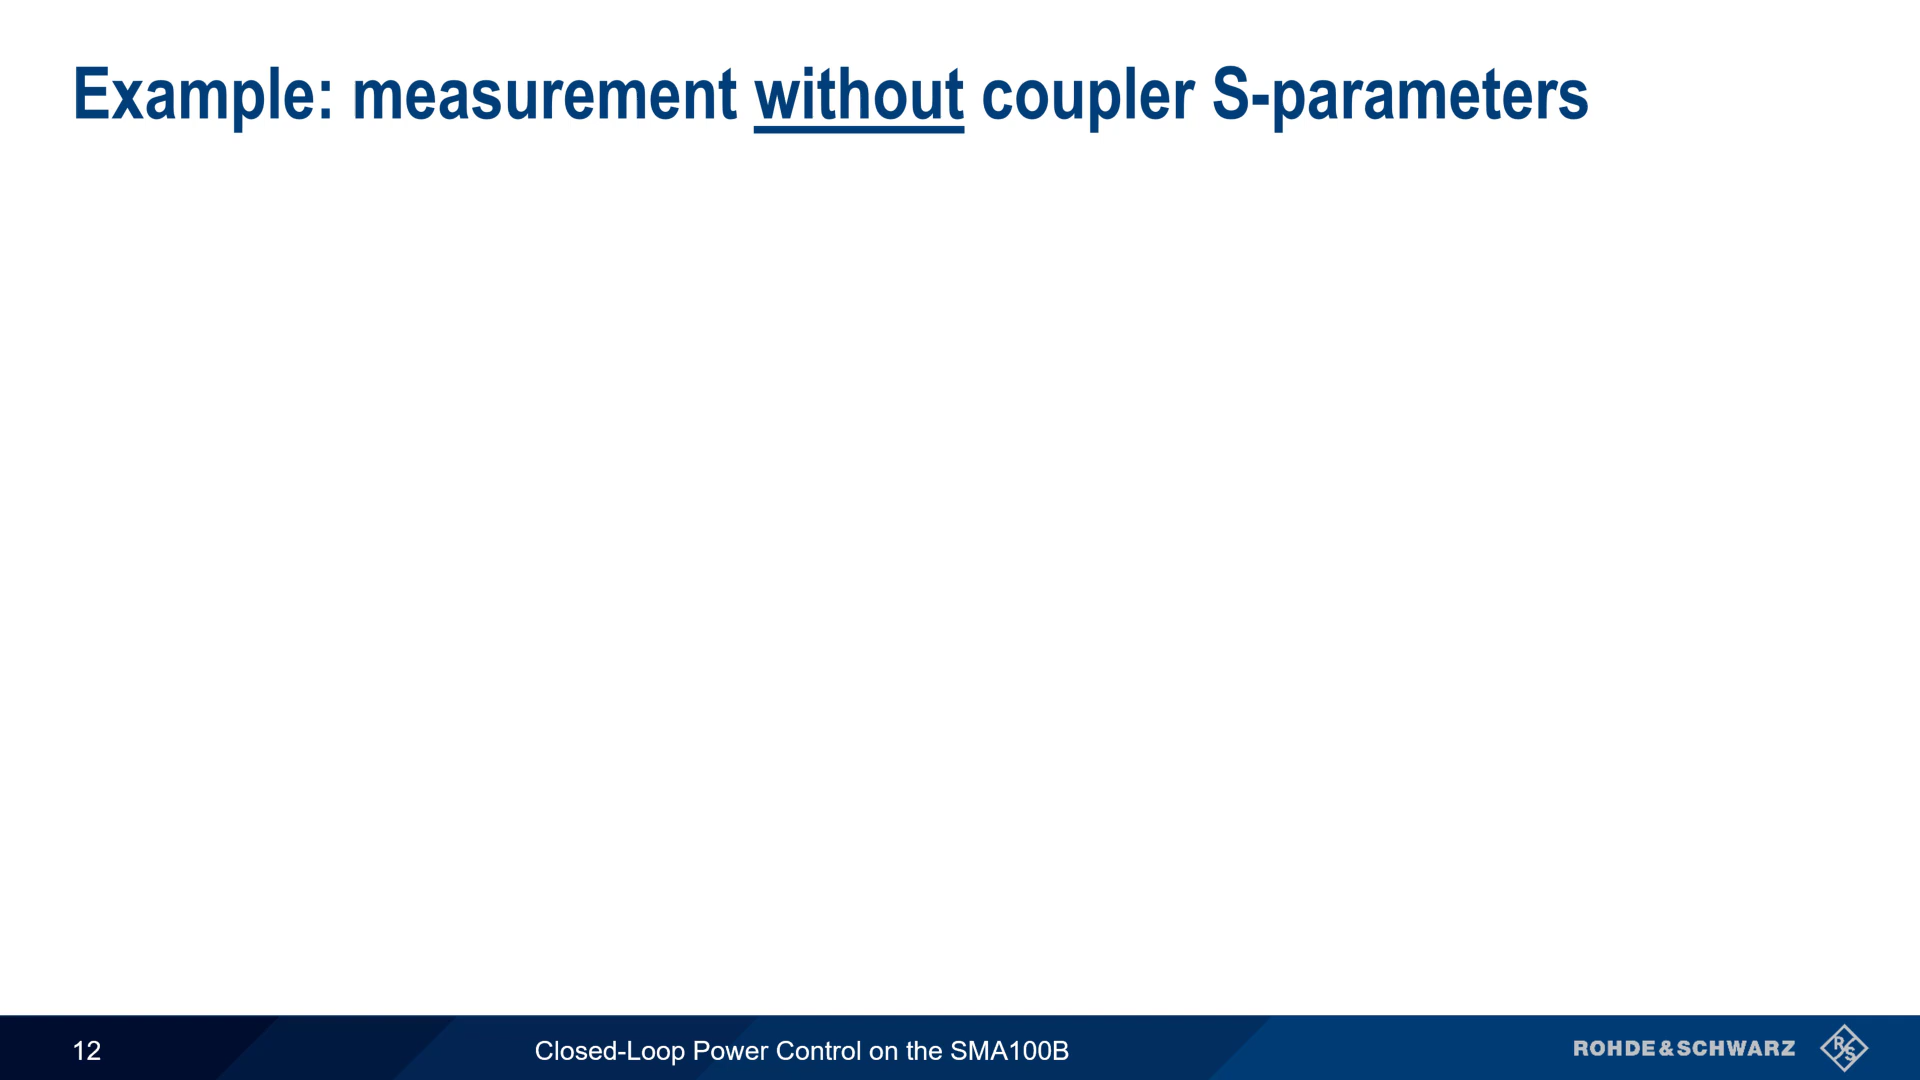 Example: measurement without coupler S-parameters
12
Closed-Loop Power Control on the SMA100B
ROHDE&SCHWARZ
R&S